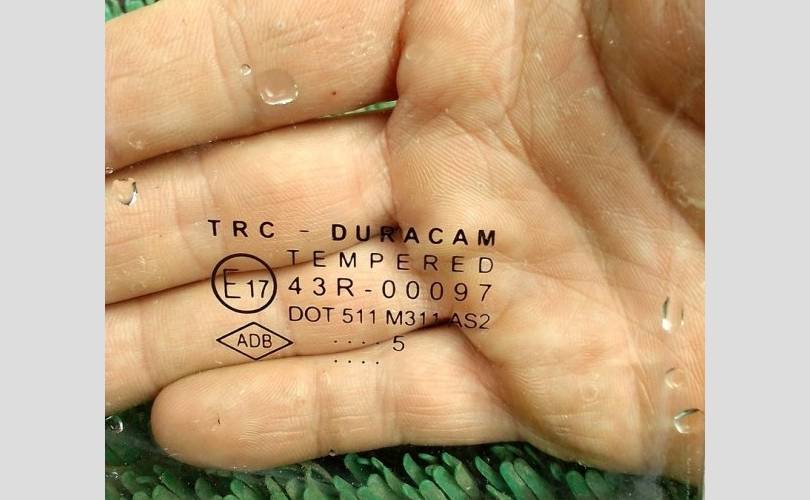 TRC - DURACAM
TEMPERED
E17 43R-00097
DOT 511 M311 AS2
ADB .... 5
....